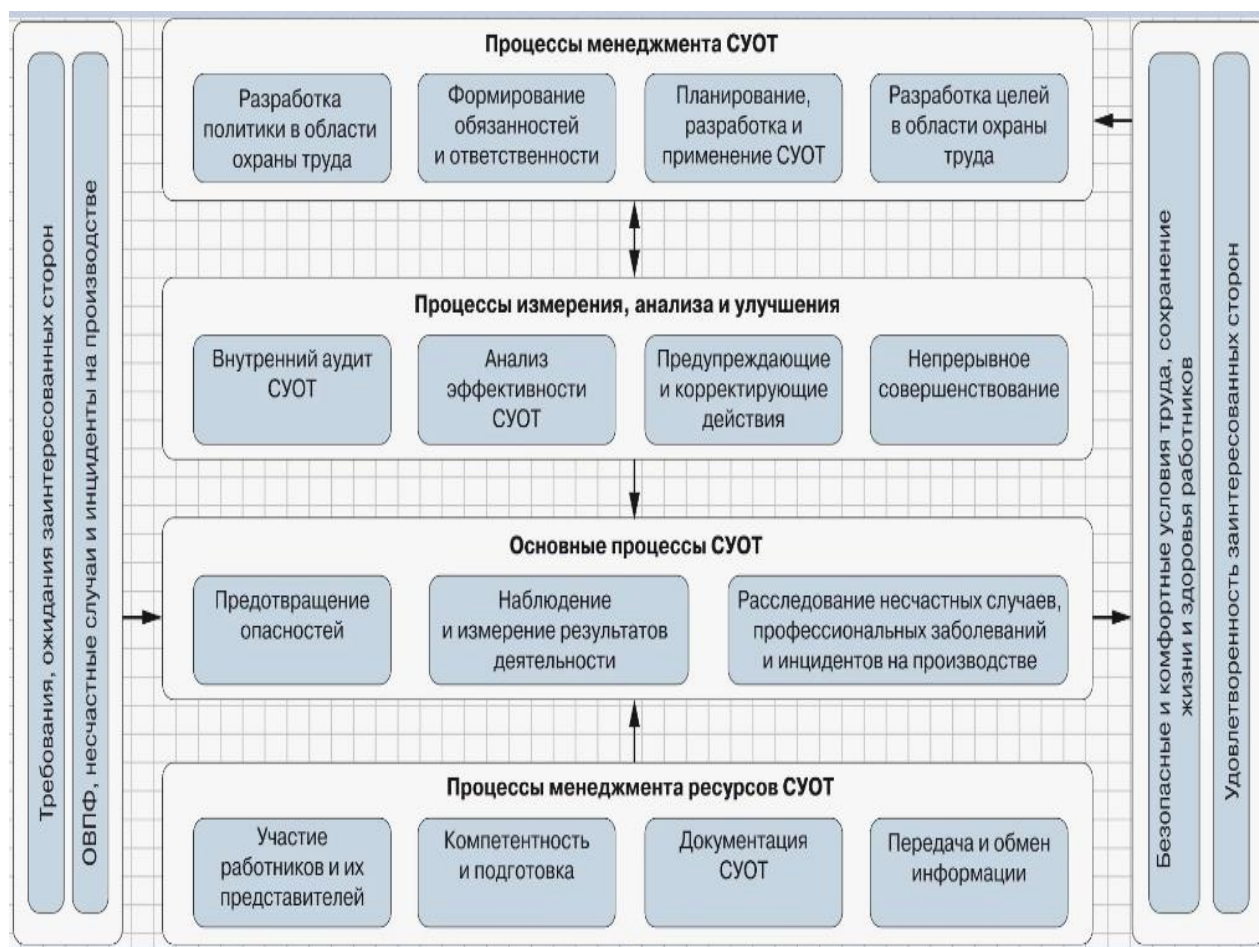 Требования, ожидания заинтересованных сторон
ОВПФ, несчастные случаи и инциденты на производстве
Процессы менеджмента СУОТ
Разработка
политики в области
охраны труда
Формирование
обязанностей
и ответственности
Планирование,
разработка и
применение СУОТ
Разработка целей
в области охраны
труда
Процессы измерения, анализа и улучшения
Внутренний аудит
СУОТ
Анализ
эффективности
СУОТ
Предупреждающие
и корректирующие
действия
Непрерывное
совершенствование
Основные процессы СУОТ
Предотвращение
опасностей
Наблюдение
и измерение результатов
деятельности
Расследование несчастных случаев,
профессиональных заболеваний
и инцидентов на производстве
Процессы менеджмента ресурсов СУОТ
Участие
работников и их
представителей
Компетентность
и подготовка
Документация
СУОТ
Передача и обмен
информации
Безопасные и комфортные условия труда, сохранение
жизни и здоровья работников
Удовлетворенность заинтересованных сторон